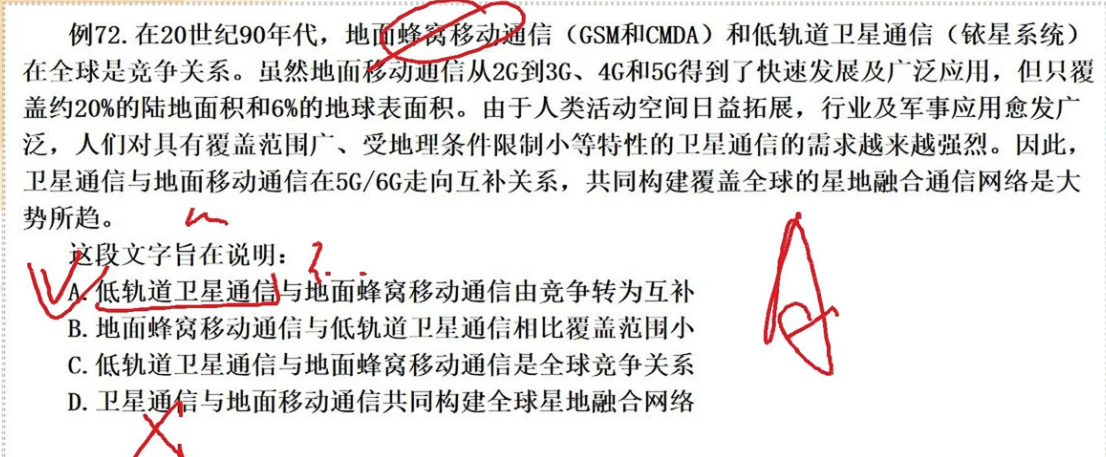 例72.在20世纪90年代，地面蜂窝移动通信（GSM和CMDA）和低轨道卫星通信（铱星系统）
在全球是竞争关系。虽然地面移动通信从2G到3G、4G和5G得到了快速发展及广泛应用，但只覆
盖约20%的陆地面积和6%的地球表面积。由于人类活动空间日益拓展，行业及军事应用愈发广
泛，人们对具有覆盖范围广、受地理条件限制小等特性的卫星通信的需求越来越强烈。因此，
卫星通信与地面移动通信在5G/6G走向互补关系，共同构建覆盖全球的星地融合通信网络是大
势所趋。
这段文字旨在说明：
A.低轨道卫星通信与地面蜂窝移动通信由竞争转为互补
B.地面蜂窝移动通信与低轨道卫星通信相比覆盖范围小
C.低轨道卫星通信与地面蜂窝移动通信是全球竞争关系
D.卫星通信与地面移动通信共同构建全球星地融合网络